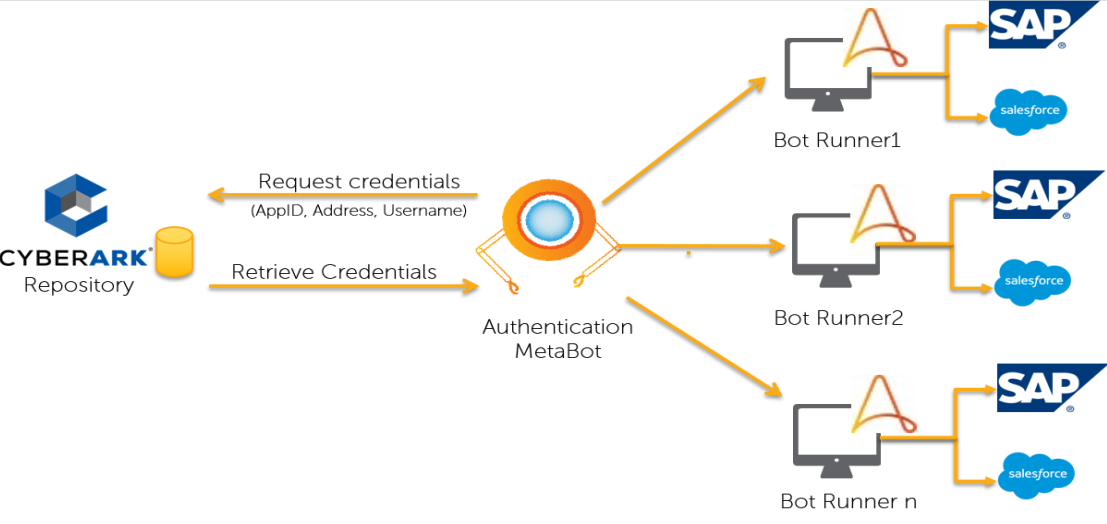 SAP
®
salesforce
Bot Runner1
Request credentials
(AppID, Address, Username)
CYBERARK®
Repository
Retrieve Credentials
Authentication
MetaBot
SAP
®
salesforce
Bot Runner2
SAP
®
salesforce
Bot Runner n